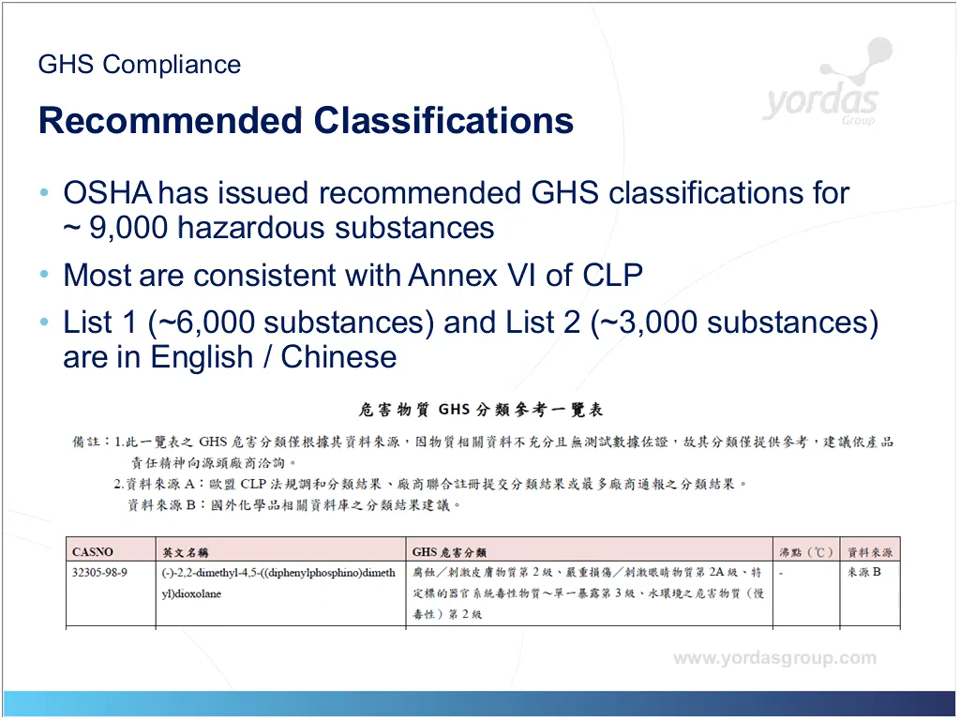 GHS Compliance
yordas
Group
Recommended Classifications
• OSHA has issued recommended GHS classifications for
~ 9,000 hazardous substances
• Most are consistent with Annex VI of CLP
• List 1 (~6,000 substances) and List 2 (~3,000 substances)
are in English / Chinese
危害物質 GHS 分類參考一覽表
備註：1.此一覽表之 GHS 危害分類僅根據其資料來源，因物質相關資料不充分且無測試數據佐證，故其分類僅提供參考，建議依產品
責任精神向源頭廠商洽詢。
2.資料來源 A：歐盟 CLP 法規調和分類結果、廠商聯合註冊提交分類結果或最多廠商通報之分類結果。
資料來源 B：國外化學品相關資料庫之分類結果建議。
CASNO 英文名稱 GHS 危害分類 沸點（℃） 資料來源
32305-98-9 (-)-2,2-dimethyl-4,5-((diphenylphosphino)dimeth 腐蝕／刺激皮膚物質第 2 級、嚴重損傷／刺激眼睛物質第 2A 級、特 - 來源 B
yl)dioxolane 定標的器官系統毒性物質～單一暴露第 3 級、水環境之危害物質（慢
毒性）第 2 級
www.yordasgroup.com